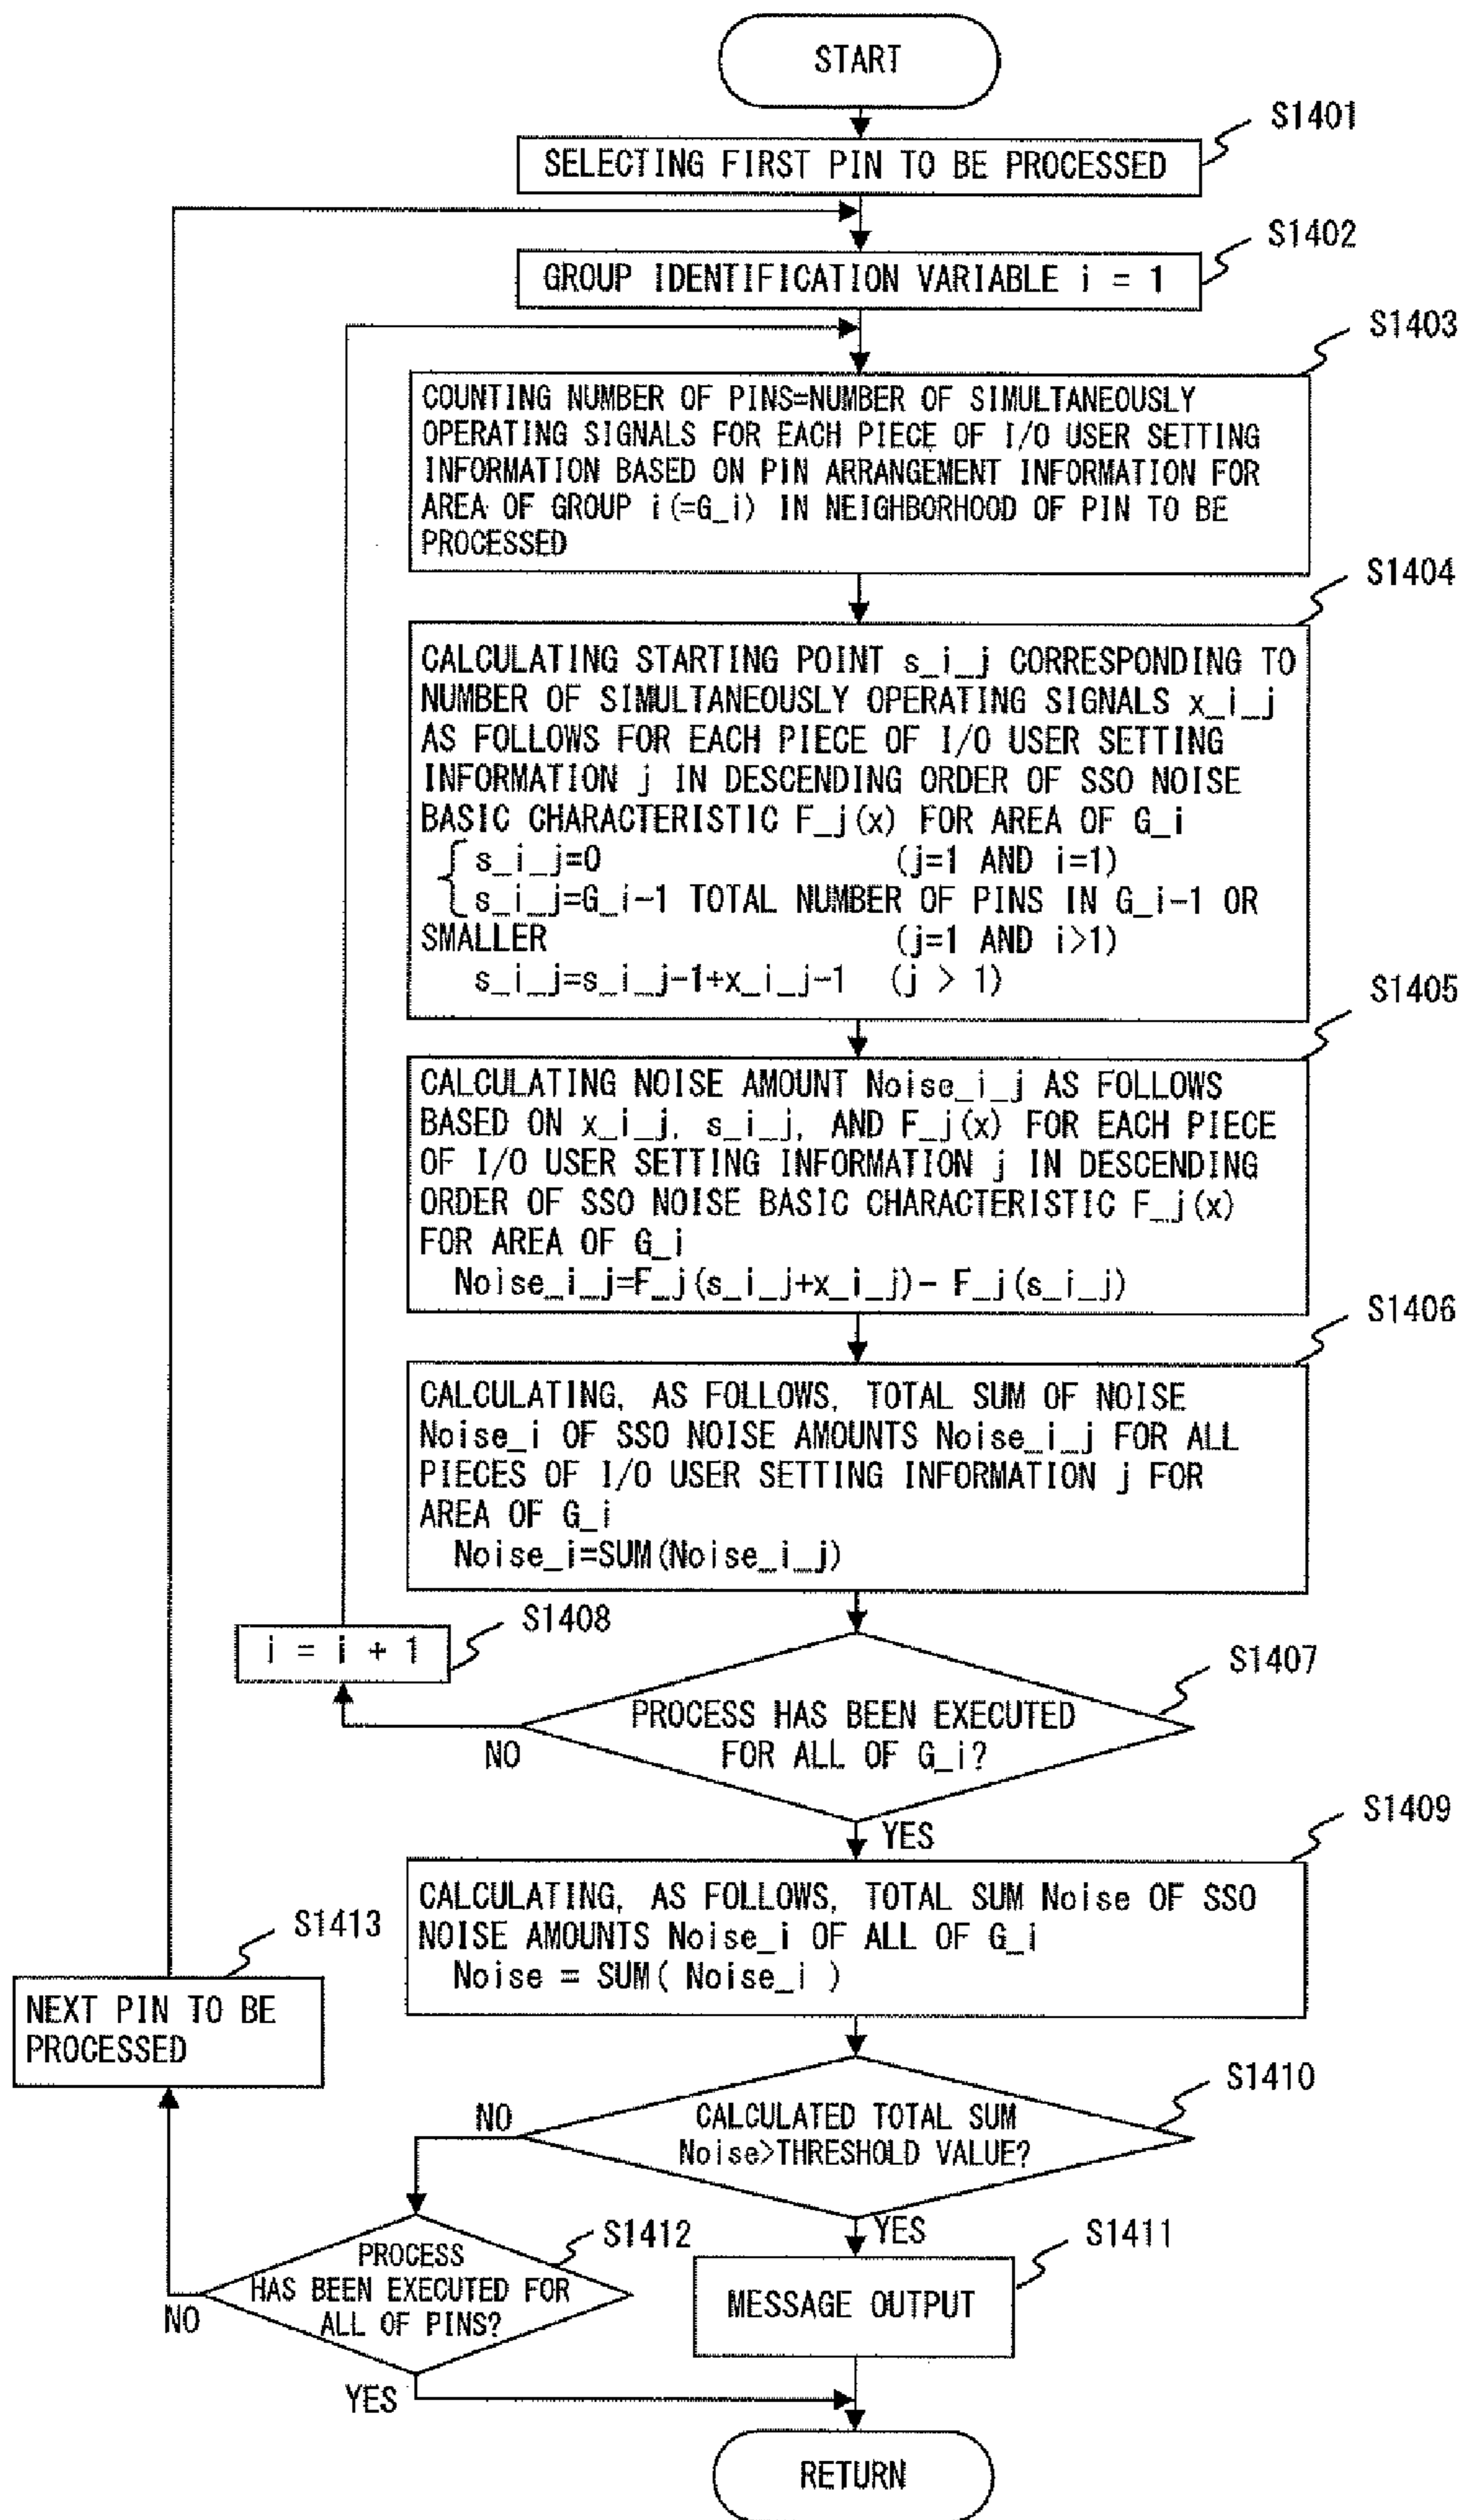 START
S1401
SELECTING FIRST PIN TO BE PROCESSED
S1402
GROUP IDENTIFICATION VARIABLE i = 1
S1403
COUNTING NUMBER OF PINS=NUMBER OF SIMULTANEOUSLY
OPERATING SIGNALS FOR EACH PIECE OF I/O USER SETTING
INFORMATION BASED ON PIN ARRANGEMENT INFORMATION FOR
AREA OF GROUP i(=G_i) IN NEIGHBORHOOD OF PIN TO BE
PROCESSED
S1404
CALCULATING STARTING POINT s_i_j CORRESPONDING TO
NUMBER OF SIMULTANEOUSLY OPERATING SIGNALS x_i_j
AS FOLLOWS FOR EACH PIECE OF I/O USER SETTING
INFORMATION j IN DESCENDING ORDER OF SSO NOISE
BASIC CHARACTERISTIC F_j(x) FOR AREA OF G_i
s_i_j=0 (j=1 AND i=1)
s_i_j=G_i-1 TOTAL NUMBER OF PINS IN G_i-1 OR
SMALLER (j=1 AND i>1)
s_i_j=s_i_j-1+x_i_j-1 (j > 1)
S1405
CALCULATING NOISE AMOUNT Noise_i_j AS FOLLOWS
BASED ON x_i_j, s_i_j, AND F_j(x) FOR EACH PIECE
OF I/O USER SETTING INFORMATION j IN DESCENDING
ORDER OF SSO NOISE BASIC CHARACTERISTIC F_j(x)
FOR AREA OF G_i
Noise_i_j=F_j(s_i_j+x_i_j)- F_j(s_i_j)
S1406
CALCULATING, AS FOLLOWS, TOTAL SUM OF NOISE
Noise_i OF SSO NOISE AMOUNTS Noise_i_j FOR ALL
PIECES OF I/O USER SETTING INFORMATION j FOR
AREA OF G_i
Noise_i=SUM(Noise_i_j)
S1408
i = i + 1
S1407
PROCESS HAS BEEN EXECUTED
FOR ALL OF G_i?
NO
YES
S1409
CALCULATING, AS FOLLOWS, TOTAL SUM Noise OF SSO
NOISE AMOUNTS Noise_i OF ALL OF G_i
Noise = SUM( Noise_i )
S1413
NEXT PIN TO BE
PROCESSED
S1410
CALCULATED TOTAL SUM
Noise>THRESHOLD VALUE?
NO
YES
S1412
PROCESS
HAS BEEN EXECUTED FOR
ALL OF PINS?
NO
YES
S1411
MESSAGE OUTPUT
RETURN